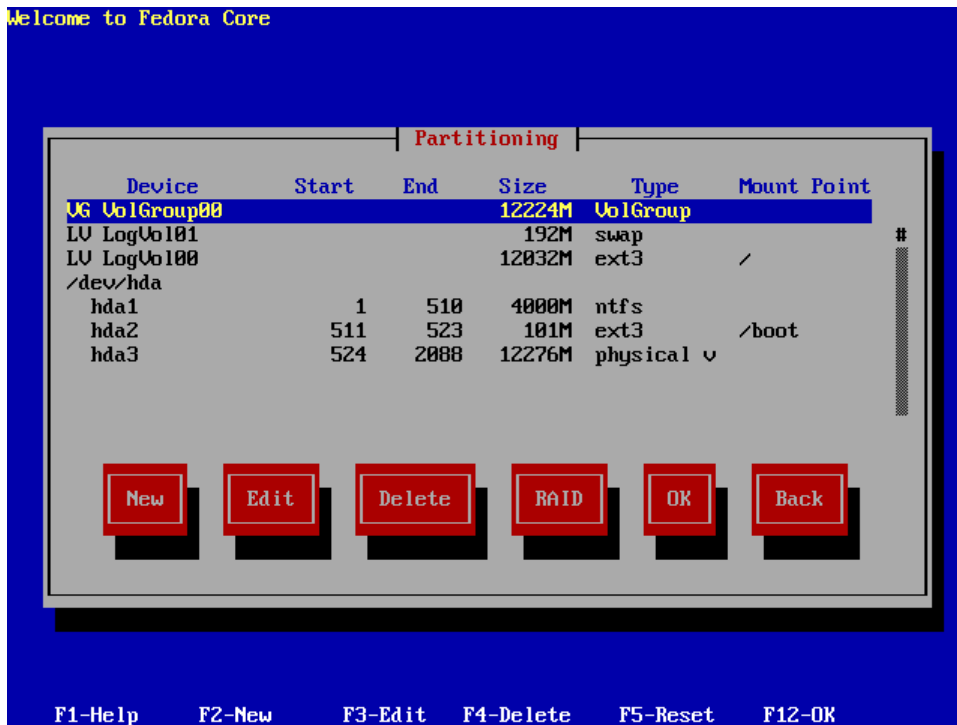 Welcome to Fedora Core
Partitioning
Device Start End Size Type Mount Point
VG VolGroup00 12224M VolGroup
LV LogVol01 192M swap #
LV LogVol00 12032M ext3 /
/dev/hda
hda1 1 510 4000M ntfs
hda2 511 523 101M ext3 /boot
hda3 524 2088 12276M physical v
New Edit Delete RAID OK Back
F1-Help F2-New F3-Edit F4-Delete F5-Reset F12-OK